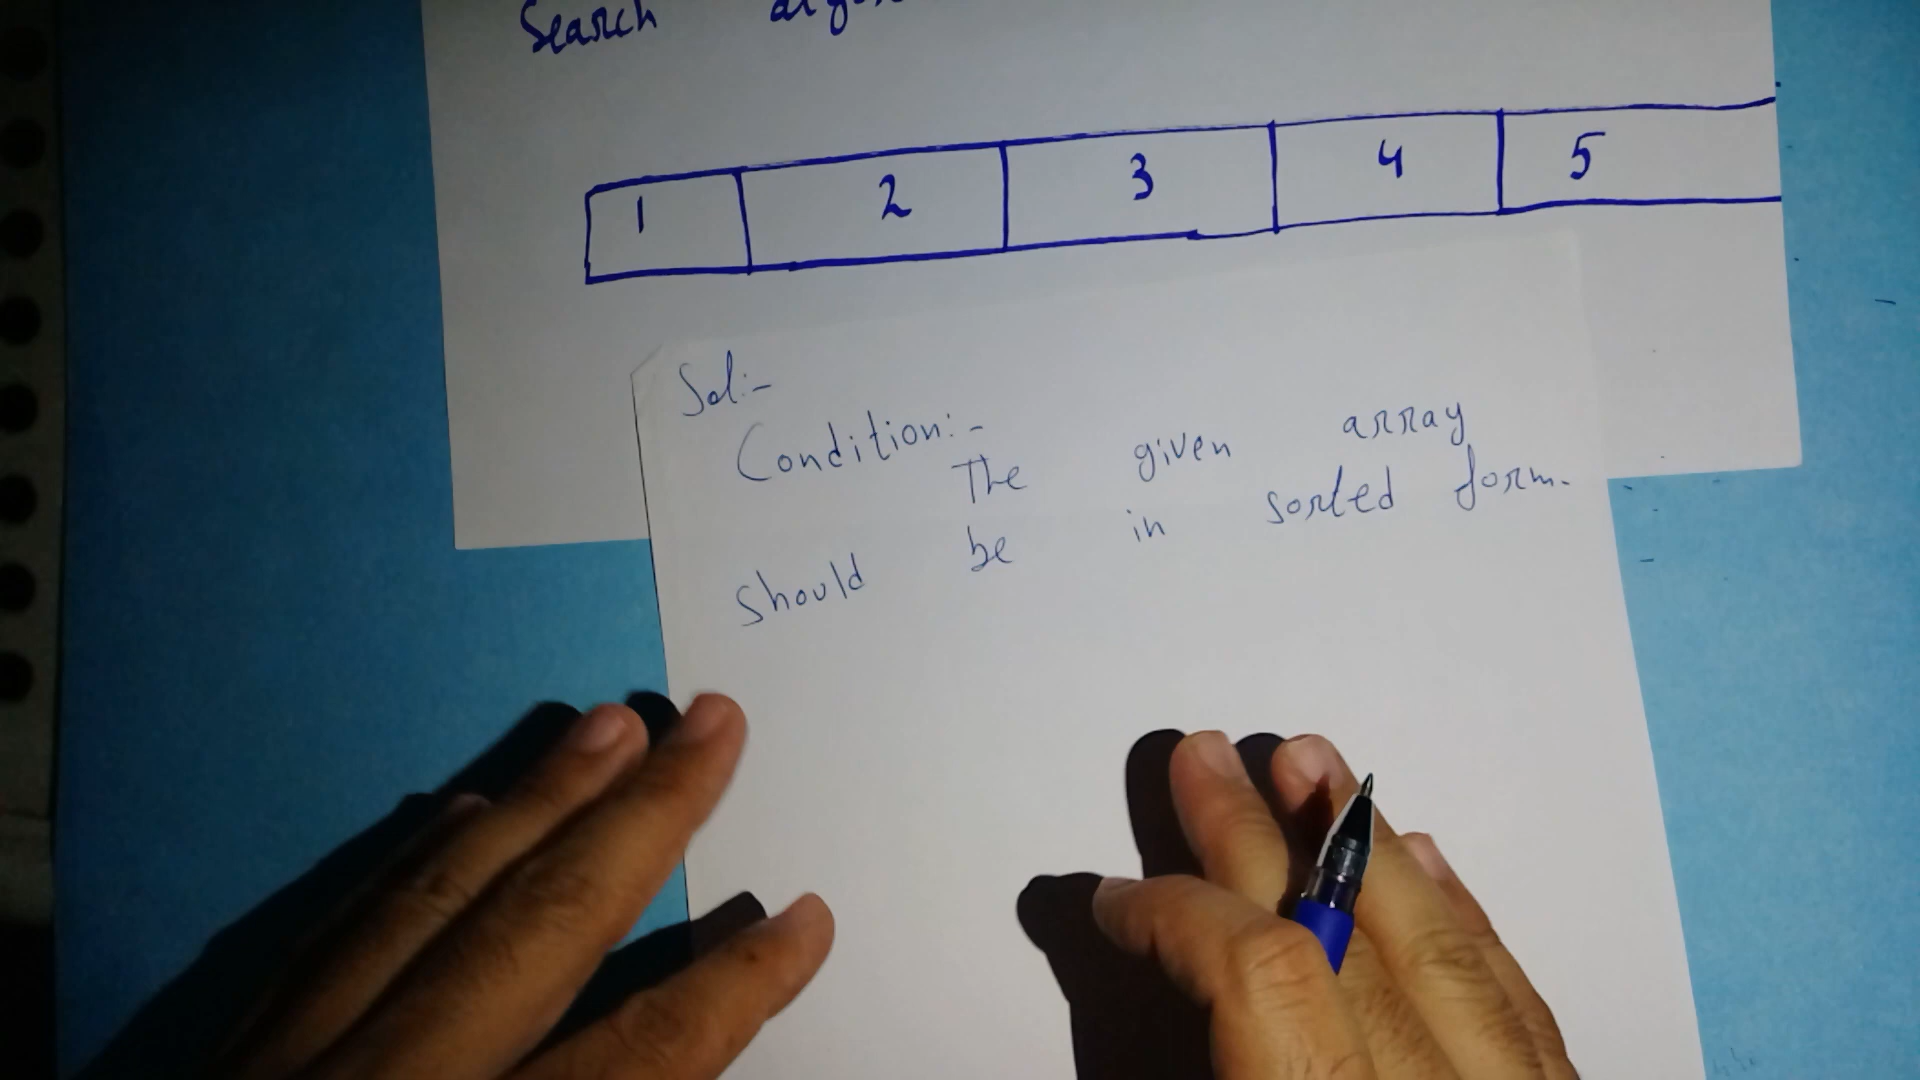 Search
1 2 3 4 5
Sol:-
Condition:-
The given array
should be in sorted form.